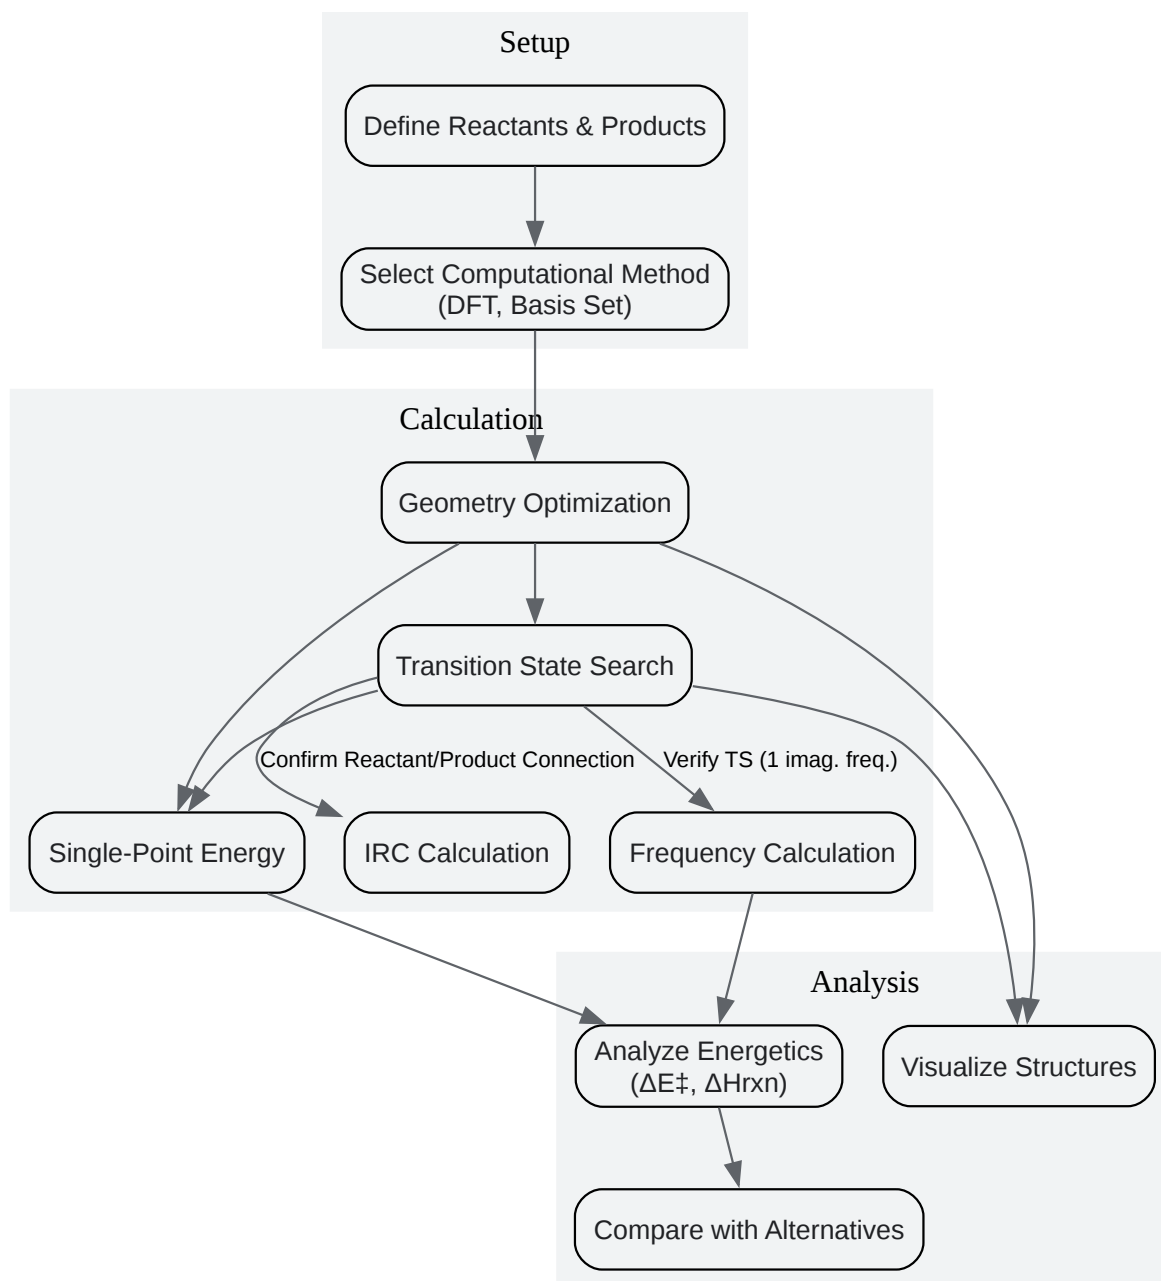 Setup
Define Reactants & Products
Select Computational Method
(DFT, Basis Set)
Calculation
Geometry Optimization
Transition State Search
Confirm Reactant/Product Connection
Verify TS (1 imag. freq.)
Single-Point Energy
IRC Calculation
Frequency Calculation
Analysis
Analyze Energetics
(ΔE‡, ΔHrxn)
Visualize Structures
Compare with Alternatives